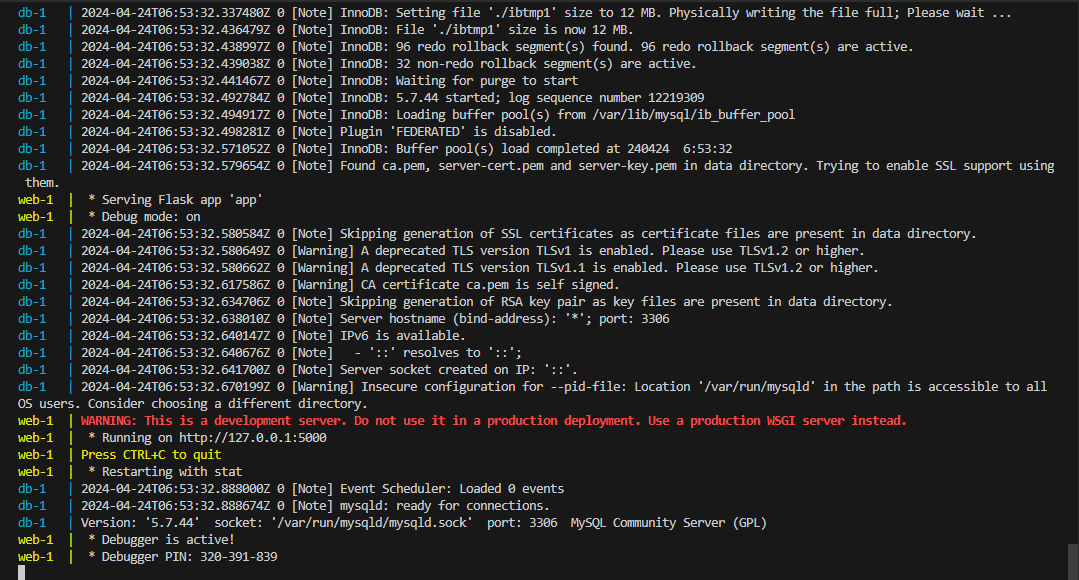 db-1   | 2024-04-24T06:53:32.337480Z 0 [Note] InnoDB: Setting file './ibtmp1' size to 12 MB. Physically writing the file full; Please wait ...
db-1   | 2024-04-24T06:53:32.436479Z 0 [Note] InnoDB: File './ibtmp1' size is now 12 MB.
db-1   | 2024-04-24T06:53:32.438997Z 0 [Note] InnoDB: 96 redo rollback segment(s) found. 96 redo rollback segment(s) are active.
db-1   | 2024-04-24T06:53:32.439038Z 0 [Note] InnoDB: 32 non-redo rollback segment(s) are active.
db-1   | 2024-04-24T06:53:32.441467Z 0 [Note] InnoDB: Waiting for purge to start
db-1   | 2024-04-24T06:53:32.492784Z 0 [Note] InnoDB: 5.7.44 started; log sequence number 12219309
db-1   | 2024-04-24T06:53:32.494917Z 0 [Note] InnoDB: Loading buffer pool(s) from /var/lib/mysql/ib_buffer_pool
db-1   | 2024-04-24T06:53:32.498281Z 0 [Note] Plugin 'FEDERATED' is disabled.
db-1   | 2024-04-24T06:53:32.571052Z 0 [Note] InnoDB: Buffer pool(s) load completed at 240424  6:53:32
db-1   | 2024-04-24T06:53:32.579654Z 0 [Note] Found ca.pem, server-cert.pem and server-key.pem in data directory. Trying to enable SSL support using
 them.
web-1  |  * Serving Flask app 'app'
web-1  |  * Debug mode: on
db-1   | 2024-04-24T06:53:32.580584Z 0 [Note] Skipping generation of SSL certificates as certificate files are present in data directory.
db-1   | 2024-04-24T06:53:32.580649Z 0 [Warning] A deprecated TLS version TLSv1 is enabled. Please use TLSv1.2 or higher.
db-1   | 2024-04-24T06:53:32.580662Z 0 [Warning] A deprecated TLS version TLSv1.1 is enabled. Please use TLSv1.2 or higher.
db-1   | 2024-04-24T06:53:32.617586Z 0 [Warning] CA certificate ca.pem is self signed.
db-1   | 2024-04-24T06:53:32.634706Z 0 [Note] Skipping generation of RSA key pair as key files are present in data directory.
db-1   | 2024-04-24T06:53:32.638010Z 0 [Note] Server hostname (bind-address): '*'; port: 3306
db-1   | 2024-04-24T06:53:32.640147Z 0 [Note] IPv6 is available.
db-1   | 2024-04-24T06:53:32.640676Z 0 [Note]   - '::' resolves to '::';
db-1   | 2024-04-24T06:53:32.641700Z 0 [Note] Server socket created on IP: '::'.
db-1   | 2024-04-24T06:53:32.670199Z 0 [Warning] Insecure configuration for --pid-file: Location '/var/run/mysqld' in the path is accessible to all
OS users. Consider choosing a different directory.
web-1  | WARNING: This is a development server. Do not use it in a production deployment. Use a production WSGI server instead.
web-1  |  * Running on http://127.0.0.1:5000
web-1  | Press CTRL+C to quit
web-1  |  * Restarting with stat
db-1   | 2024-04-24T06:53:32.888000Z 0 [Note] Event Scheduler: Loaded 0 events
db-1   | 2024-04-24T06:53:32.888674Z 0 [Note] mysqld: ready for connections.
db-1   | Version: '5.7.44'  socket: '/var/run/mysqld/mysqld.sock'  port: 3306  MySQL Community Server (GPL)
web-1  |  * Debugger is active!
web-1  |  * Debugger PIN: 320-391-839